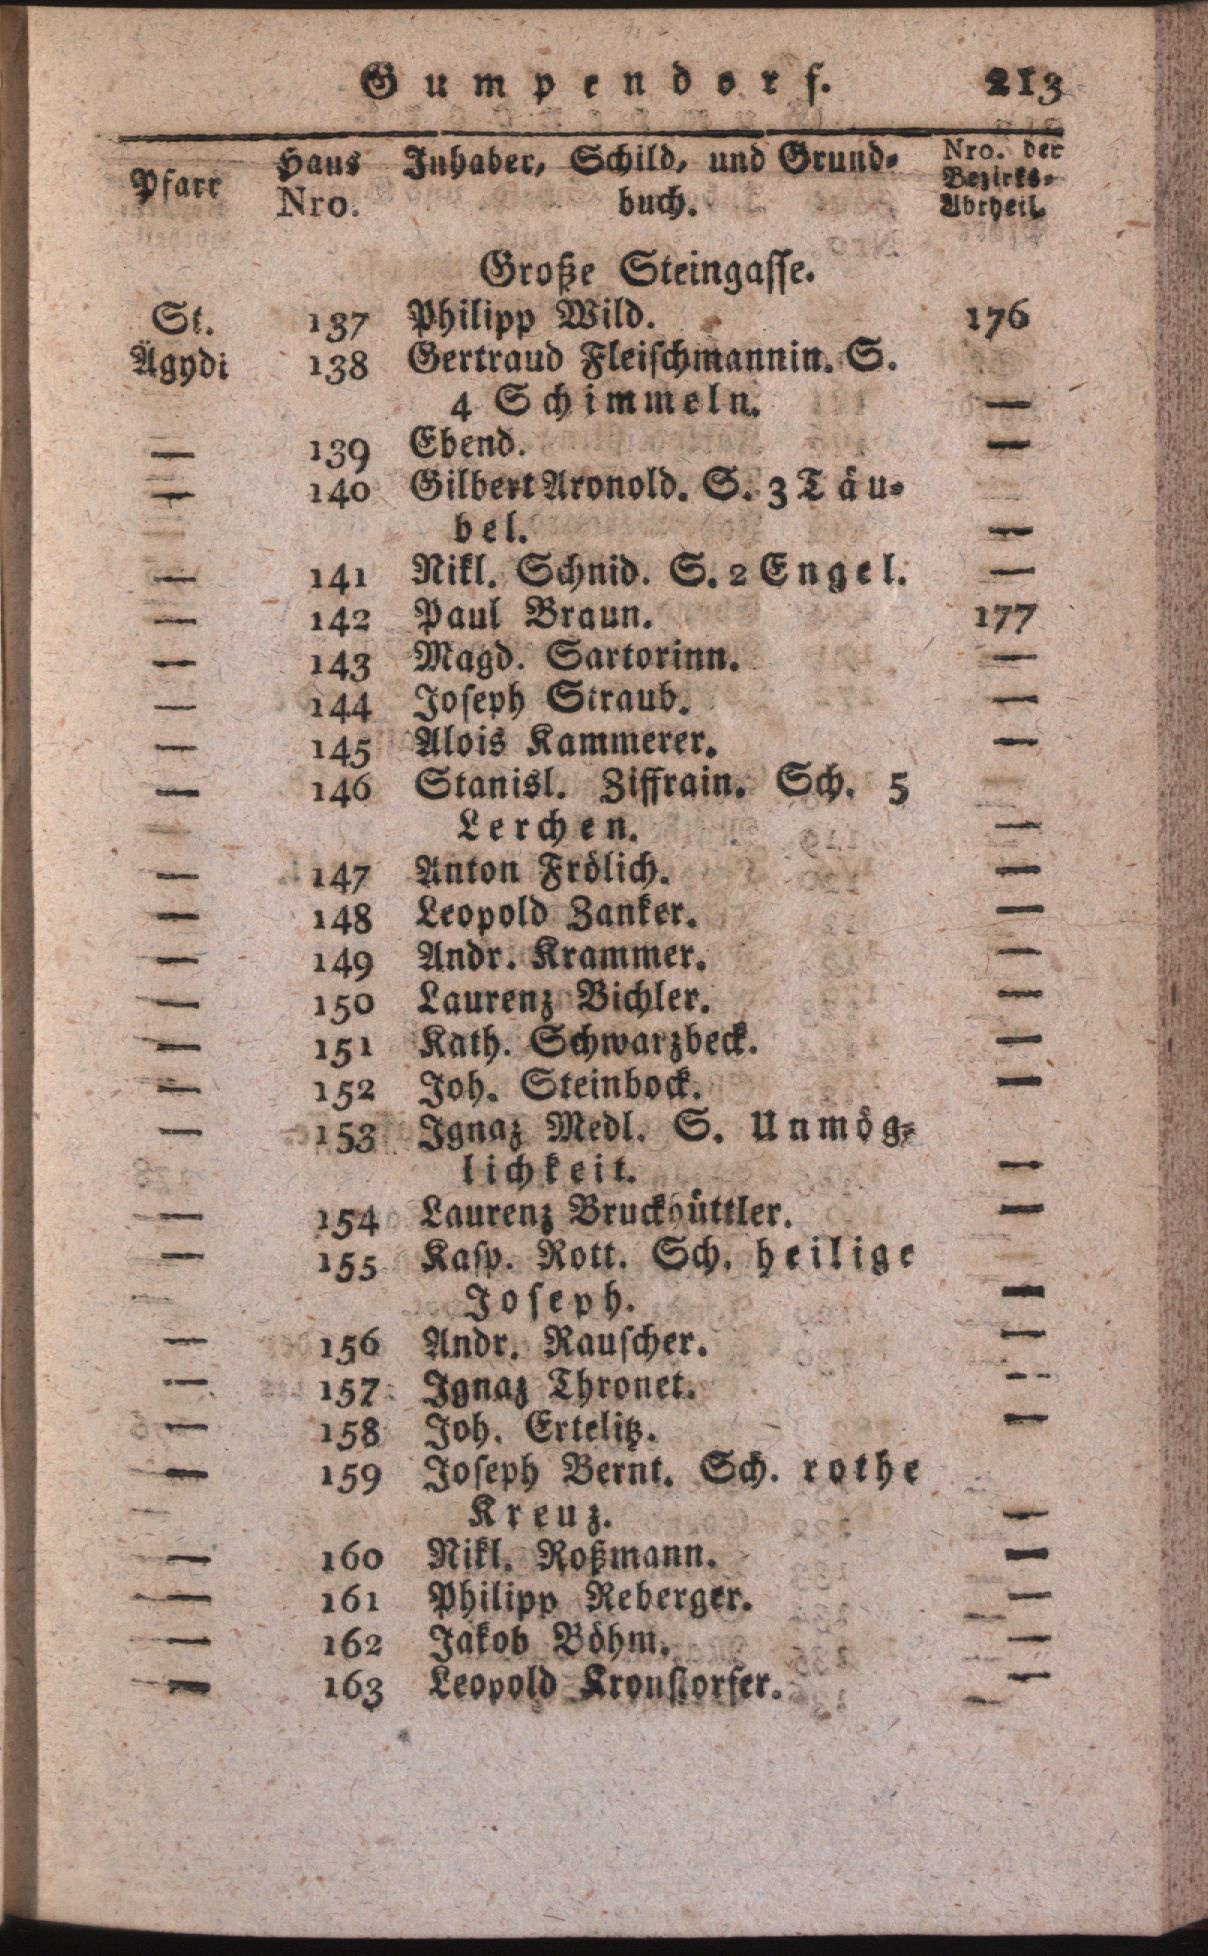 Gumpendorf. 213
Pfarr Haus Nro. Inhaber, Schild, und Grund= buch. Nro. der Bezirks= Abtheil.
Große Steingasse.
St. 137 Philipp Wild. 176
Ägydi 138 Gertraud Fleischmannin. S.
4 Schimmeln. —
— 139 Ebend. —
— 140 Gilbert Aronold. S. 3 Täu=
bel. —
— 141 Nikl. Schnid. S. 2 Engel. —
— 142 Paul Braun. 177
— 143 Magd. Sartorinn. —
— 144 Joseph Straub. —
— 145 Alois Kammerer. —
— 146 Stanisl. Ziffrain. Sch. 5
Lerchen. —
— 147 Anton Frölich. —
— 148 Leopold Zanker. —
— 149 Andr. Krammer. —
— 150 Laurenz Bichler. —
— 151 Kath. Schwarzbeck. —
— 152 Joh. Steinbock. —
— 153 Ignaz Medl. S. Unmög=
lichkeit. —
— 154 Laurenz Bruckhüttler. —
— 155 Kasp. Rott. Sch. heilige
Joseph. —
— 156 Andr. Rauscher. —
— 157 Ignaz Thronet. —
— 158 Joh. Ertelitz. —
— 159 Joseph Bernt. Sch. rothe
Kreuz. —
— 160 Nikl. Roßmann. —
— 161 Philipp Reberger. —
— 162 Jakob Böhm. —
— 163 Leopold Kronstorfer. —